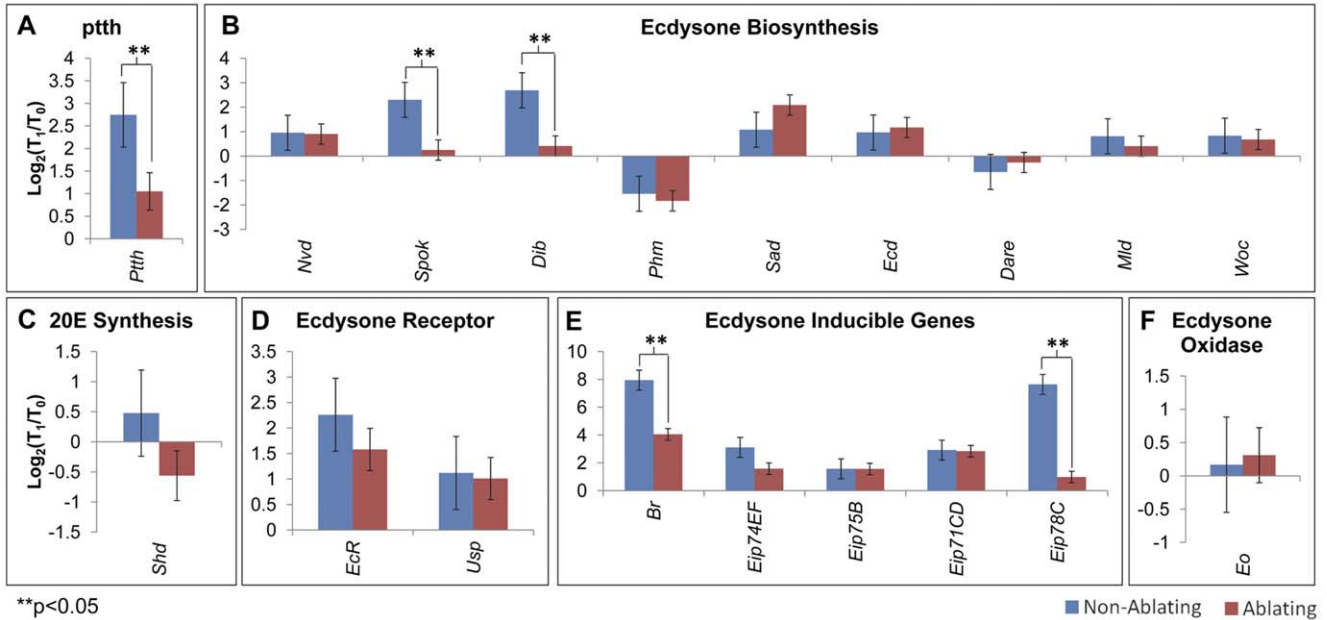 A ptth
**
Log2(T1/T0)
4
3.5
3
2.5
2
1.5
1
0.5
0
Ptth
B Ecdysone Biosynthesis
** **
4
3
2
1
0
-1
-2
-3
Nvd Spok Dib Phm Sad Ecd Dare Mld Woc
C 20E Synthesis
Log2(T1/T0)
1.5
1
0.5
0
-0.5
-1
-1.5
Shd
D Ecdysone Receptor
3.5
3
2.5
2
1.5
1
0.5
0
EcR Usp
E Ecdysone Inducible Genes
** **
10
8
6
4
2
0
Br Eip74EF Eip75B Eip71CD Eip78C
F Ecdysone
Oxidase
1.5
1
0.5
0
-0.5
-1
Eo
**p<0.05
Non-Ablating Ablating